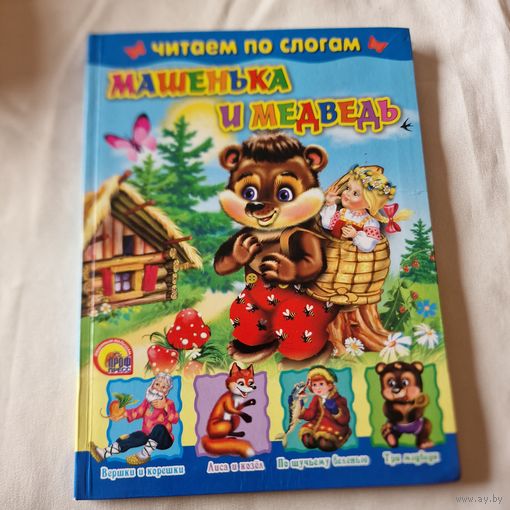 читаем по слогам
МАШЕНЬКА
И МЕДВЕДЬ
ПРОФ
Вершки и корешки
Лиса и козёл
По щучьему веленью
Три медведя
www.ay.by